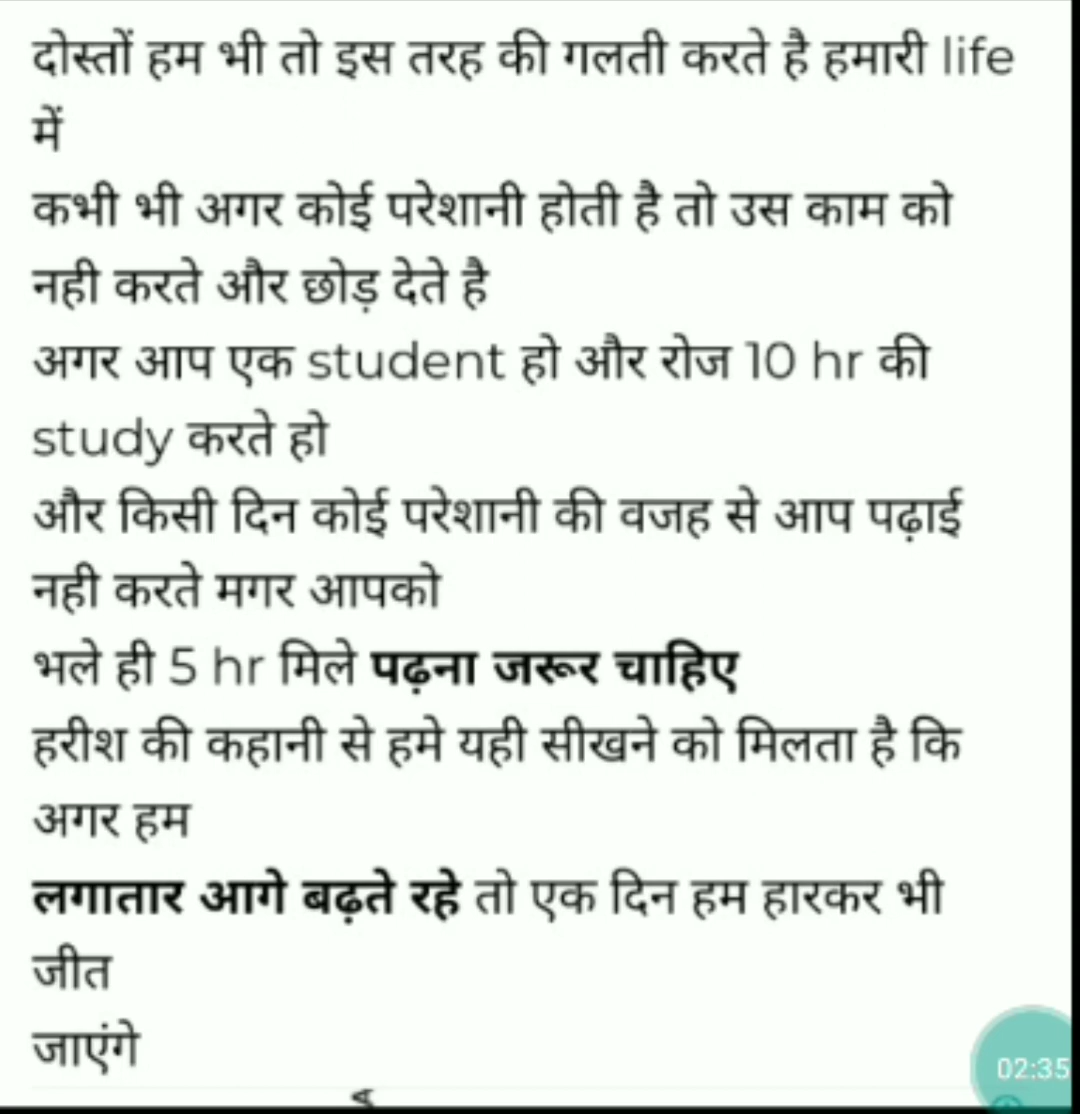 दोस्तों हम भी तो इस तरह की गलती करते है हमारी life
में
कभी भी अगर कोई परेशानी होती है तो उस काम को
नही करते और छोड़ देते है
अगर आप एक student हो और रोज 10 hr की
study करते हो
और किसी दिन कोई परेशानी की वजह से आप पढ़ाई
नही करते मगर आपको
भले ही 5 hr मिले पढ़ना जरूर चाहिए
हरीश की कहानी से हमे यही सीखने को मिलता है कि
अगर हम
लगातार आगे बढ़ते रहे तो एक दिन हम हारकर भी
जीत
जाएंगे
02:35